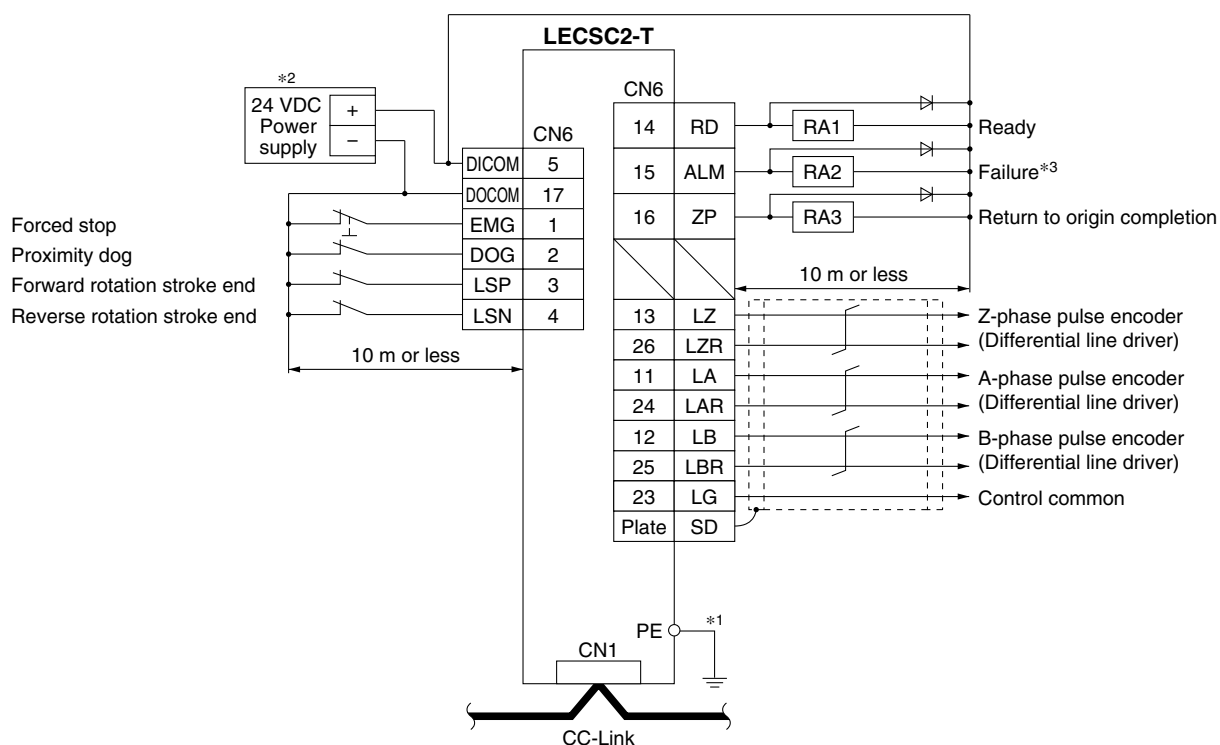 LECSC2-T
*2
24 VDC
Power
supply
+
−
CN6
DICOM 5
DOCOM 17
Forced stop EMG 1
Proximity dog DOG 2
Forward rotation stroke end LSP 3
Reverse rotation stroke end LSN 4
10 m or less
CN6
14 RD RA1 Ready
15 ALM RA2 Failure*3
16 ZP RA3 Return to origin completion
10 m or less
13 LZ Z-phase pulse encoder
26 LZR (Differential line driver)
11 LA A-phase pulse encoder
24 LAR (Differential line driver)
12 LB B-phase pulse encoder
25 LBR (Differential line driver)
23 LG Control common
Plate SD
PE *1
CN1
CC-Link